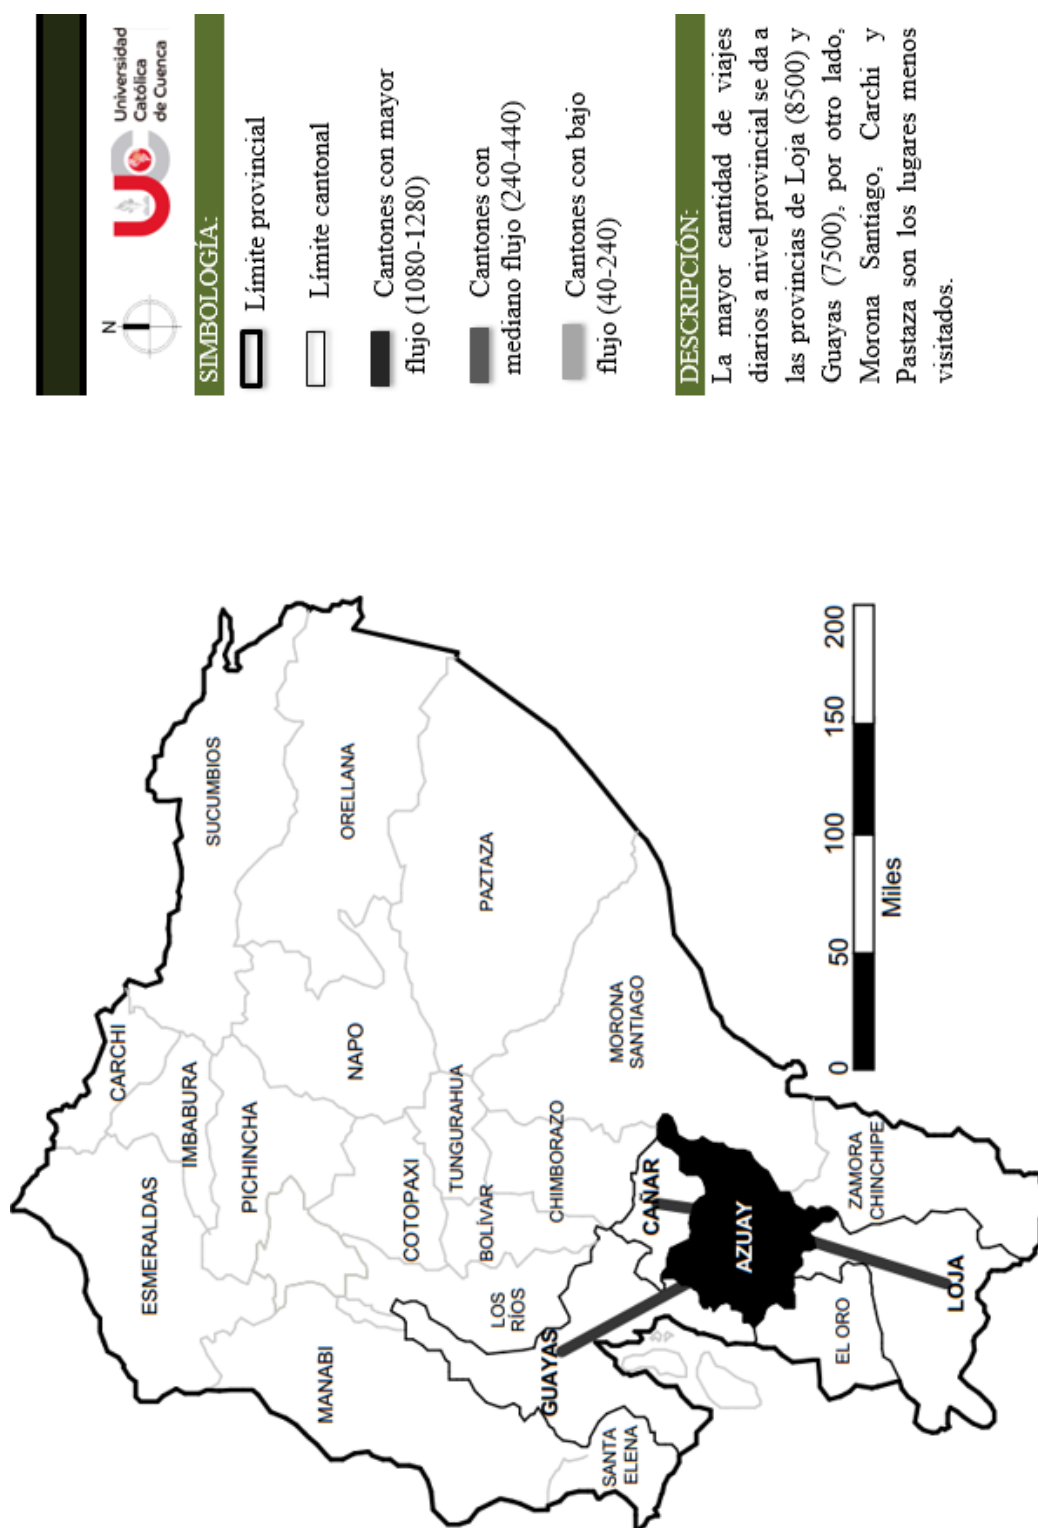 ESMERALDAS
CARCHI
IMBABURA
SUCUMBIOS
PICHINCHA
MANABI
NAPO
ORELLANA
COTOPAXI
TUNGURAHUA
BOLÍVAR
PAZTAZA
LOS
RÍOS
CHIMBORAZO
GUAYAS
SANTA
ELENA
MORONA
SANTIAGO
CAÑAR
AZUAY
EL ORO
ZAMORA
CHINCHIPE
LOJA
0 50 100 150 200
Miles
N
Universidad
Católica
de Cuenca
SIMBOLOGÍA:
Límite provincial
Límite cantonal
Cantones con mayor
flujo (1080-1280)
Cantones con
mediano flujo (240-440)
Cantones con bajo
flujo (40-240)
DESCRIPCIÓN:
La mayor cantidad de viajes
diarios a nivel provincial se da a
las provincias de Loja (8500) y
Guayas (7500), por otro lado,
Morona Santiago, Carchi y
Pastaza son los lugares menos
visitados.